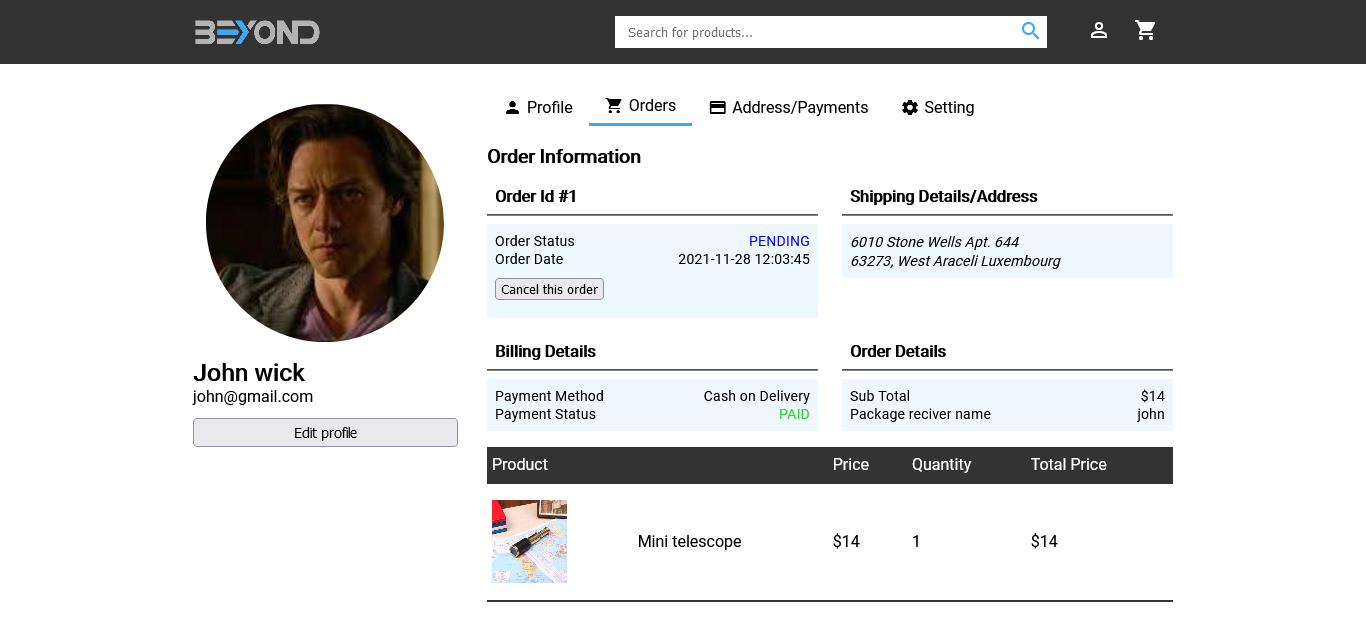 BEYOND
Search for products...
Profile
Orders
Address/Payments
Setting
Order Information
Order Id #1
Order Status PENDING
Order Date 2021-11-28 12:03:45
Cancel this order
Shipping Details/Address
6010 Stone Wells Apt. 644
63273, West Araceli Luxembourg
John wick
john@gmail.com
Edit profile
Billing Details
Payment Method Cash on Delivery
Payment Status PAID
Order Details
Sub Total $14
Package reciver name john
Product Price Quantity Total Price
Mini telescope $14 1 $14